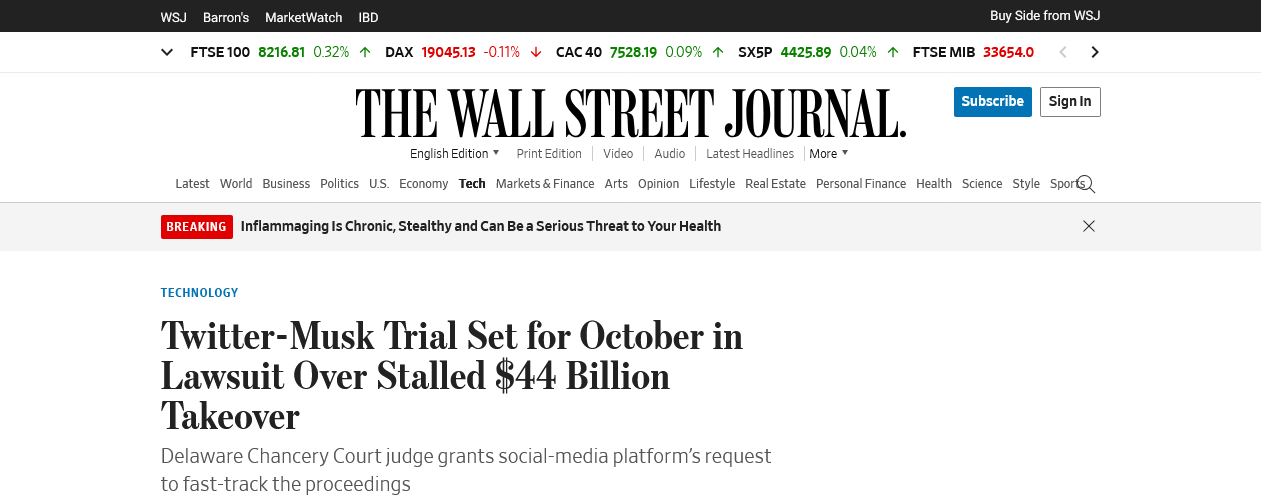 WSJ Barron's MarketWatch IBD Buy Side from WSJ
FTSE 100 8216.81 0.32% DAX 19045.13 -0.11% CAC 40 7528.19 0.09% SX5P 4425.89 0.04% FTSE MIB 33654.0
THE WALL STREET JOURNAL.
Subscribe Sign In
English Edition Print Edition Video Audio Latest Headlines More
Latest World Business Politics U.S. Economy Tech Markets & Finance Arts Opinion Lifestyle Real Estate Personal Finance Health Science Style Sports
BREAKING Inflammaging Is Chronic, Stealthy and Can Be a Serious Threat to Your Health
TECHNOLOGY
Twitter-Musk Trial Set for October in
Lawsuit Over Stalled $44 Billion
Takeover
Delaware Chancery Court judge grants social-media platform’s request
to fast-track the proceedings